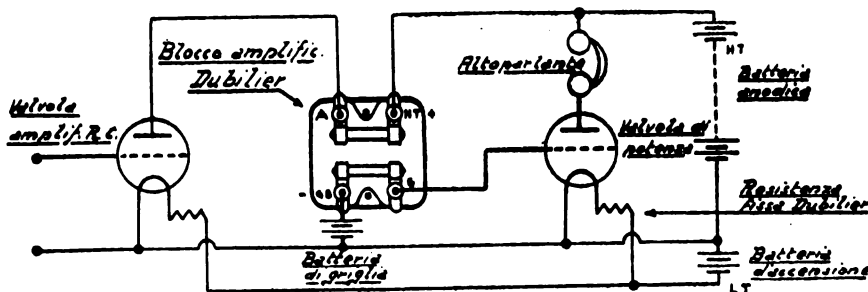 Blocco amplific.
Dubilier
Altoparlante
HT
Batteria
anodica
Valvola
amplif. R.C.
A
HT +
Valvola di
potenza
- GB
G
Resistenza
fissa Dubilier
Batteria
di griglia
Batteria
d'accensione
LT